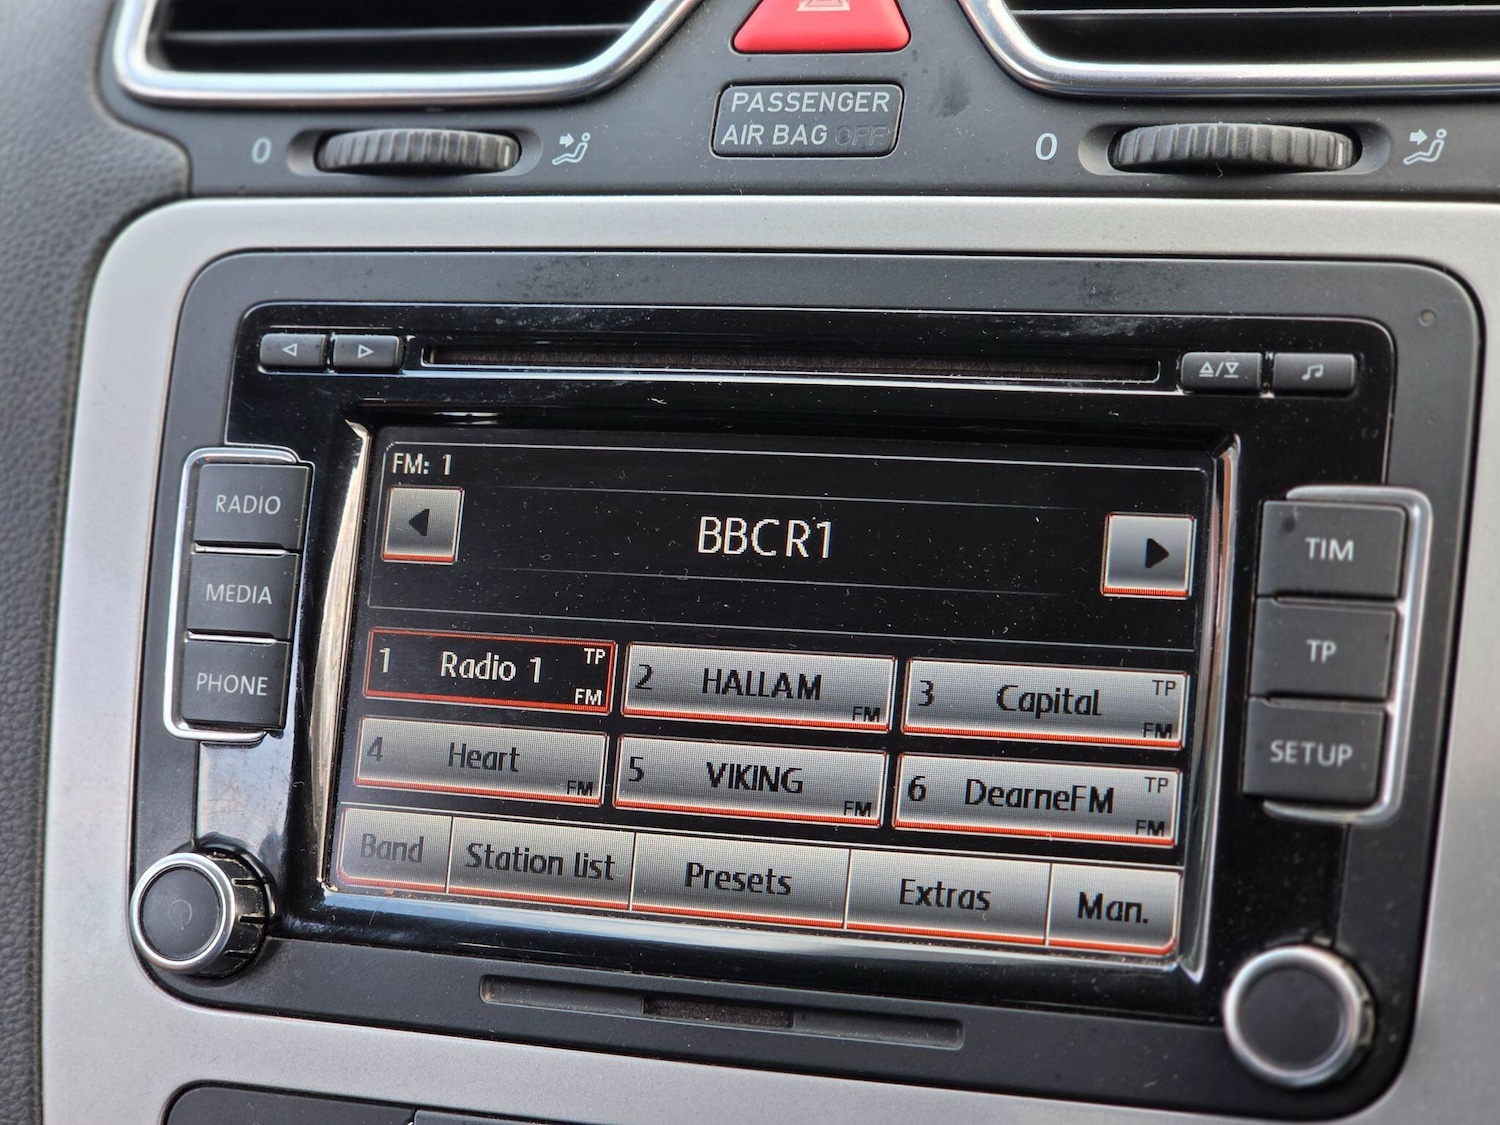 PASSENGER
AIR BAG OFF
0
0
RADIO
MEDIA
PHONE
FM: 1
BBC R1
1 Radio 1 TP FM
2 HALLAM FM
3 Capital TP FM
4 Heart FM
5 VIKING FM
6 DearneFM TP FM
Band Station list Presets Extras Man.
TIM
TP
SETUP